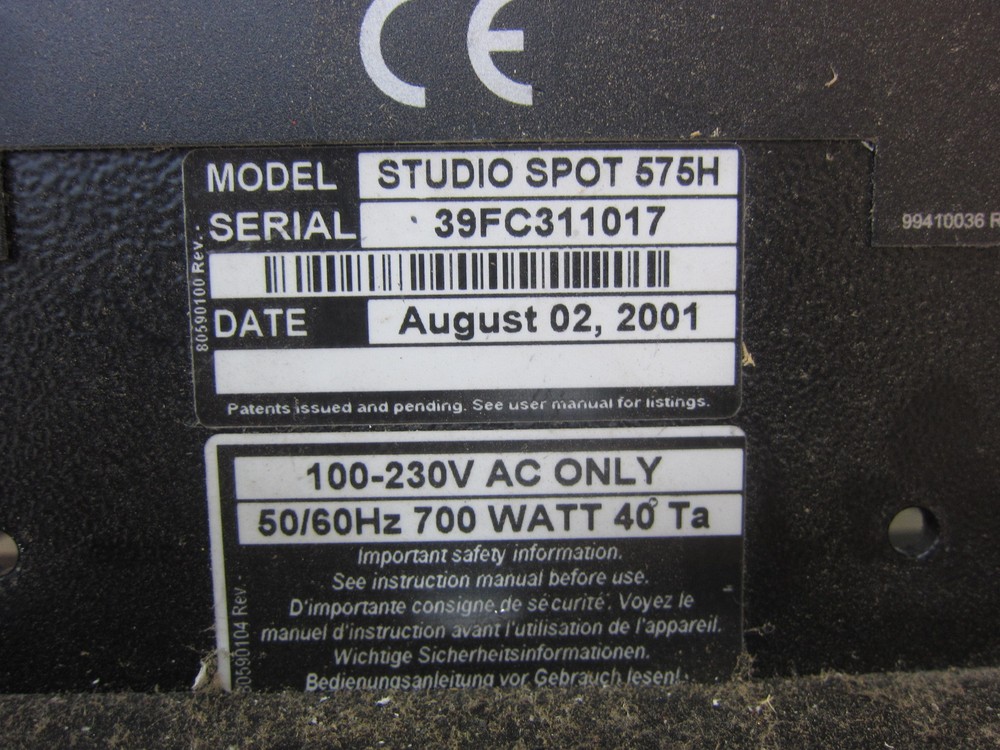 CE
MODEL STUDIO SPOT 575H
SERIAL 39FC311017
DATE August 02, 2001
Patents issued and pending. See user manual for listings.
80590100 Rev.-
99410036 R
100-230V AC ONLY
50/60Hz 700 WATT 40° Ta
Important safety information.
See instruction manual before use.
D'importante consigne de sécurité. Voyez le
manuel d'instruction avant l'utilisation de l'appareil.
Wichtige Sicherheitsinformationen.
Bedienungsanleitung vor Gebrauch lesen!
80590104 Rev.-